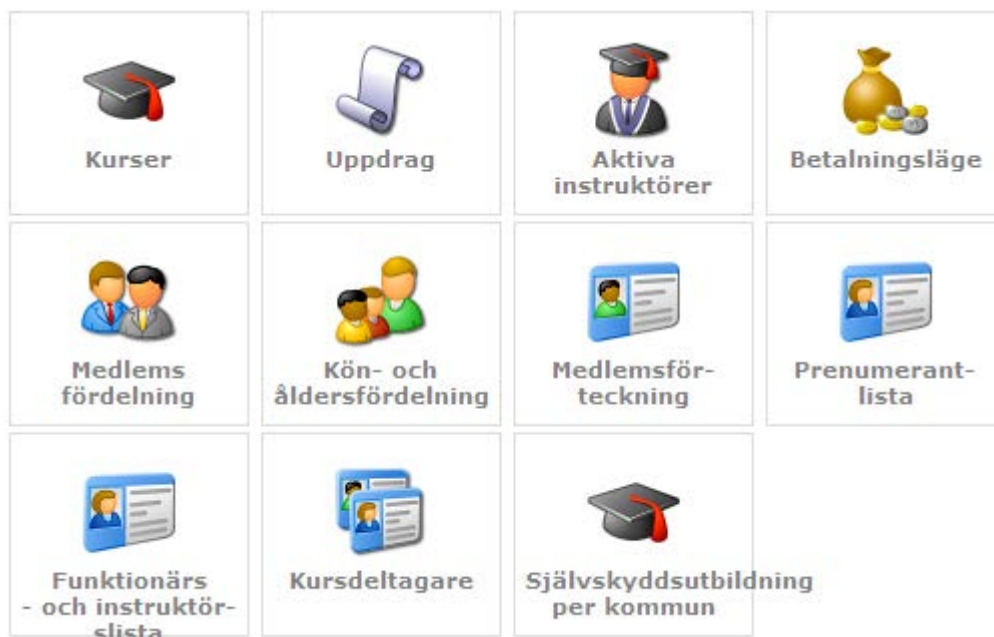 Kurser
Uppdrag
Aktiva
instruktörer
Betalningsläge
Medlems
fördelning
Kön- och
åldersfördelning
Medlemsför-
teckning
Prenumerant-
lista
Funktionärs
- och instruktör-
slista
Kursdeltagare
Självskyddsutbildning
per kommun